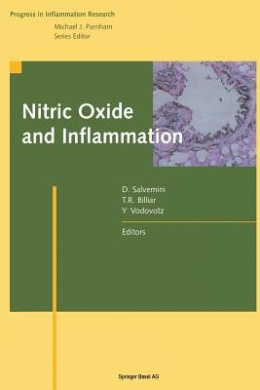 Progress in Inflammation Research
Michael J. Parnham
Series Editor
Nitric Oxide
and Inflammation
D. Salvemini
T.R. Billiar
Y. Vodovotz
Editors
Springer Basel AG